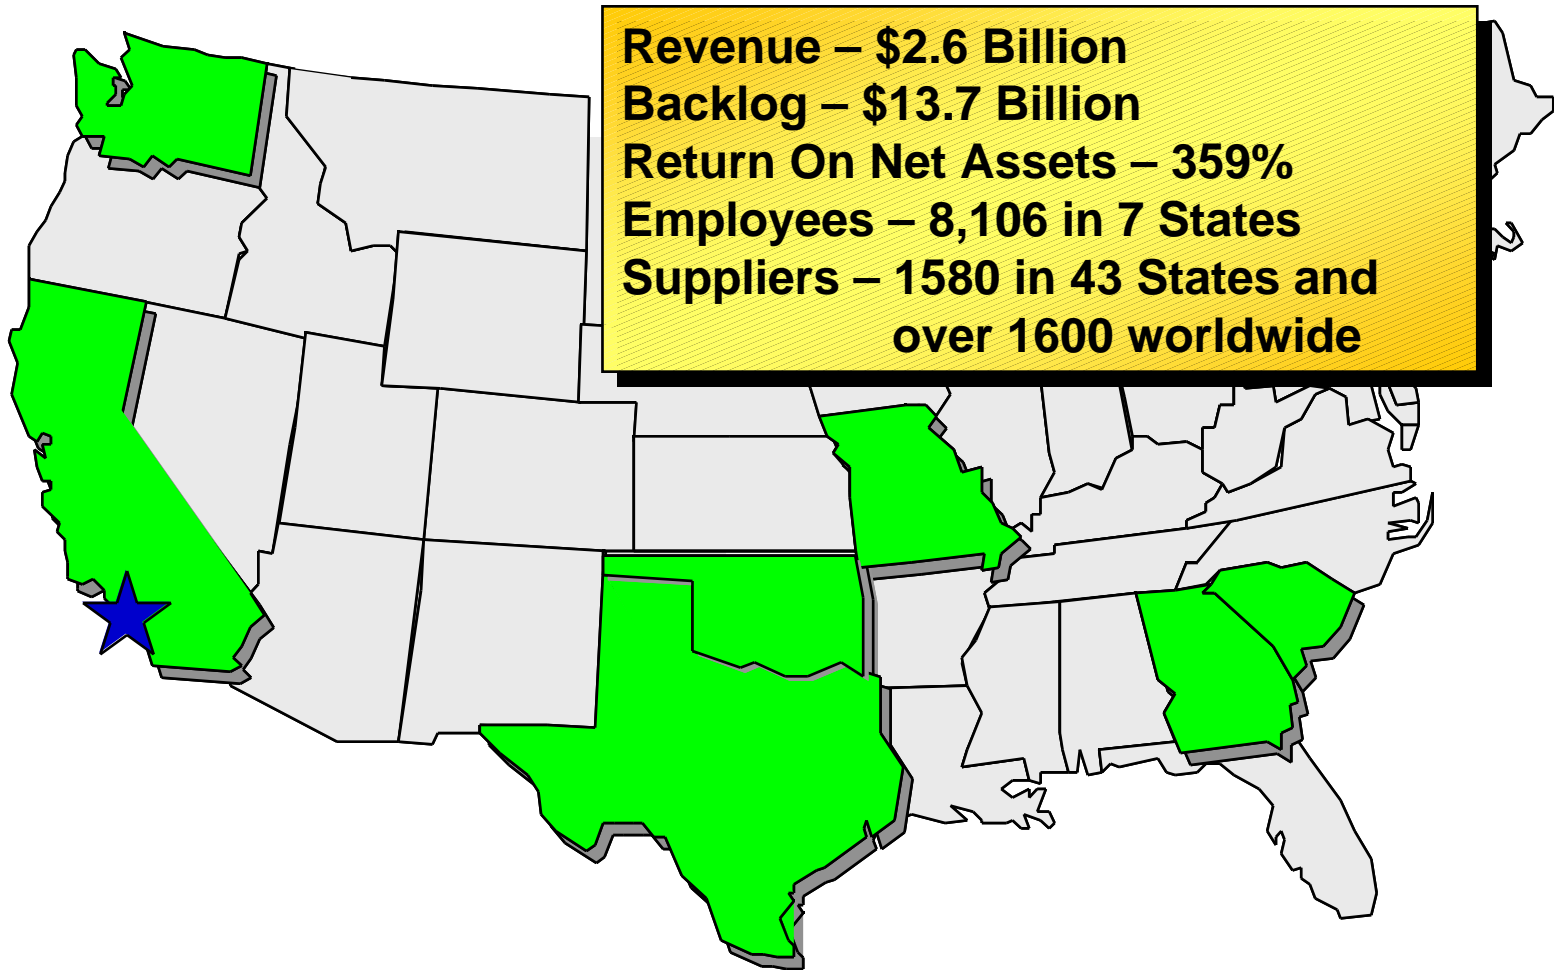 Revenue – $2.6 Billion
Backlog – $13.7 Billion
Return On Net Assets – 359%
Employees – 8,106 in 7 States
Suppliers – 1580 in 43 States and
over 1600 worldwide